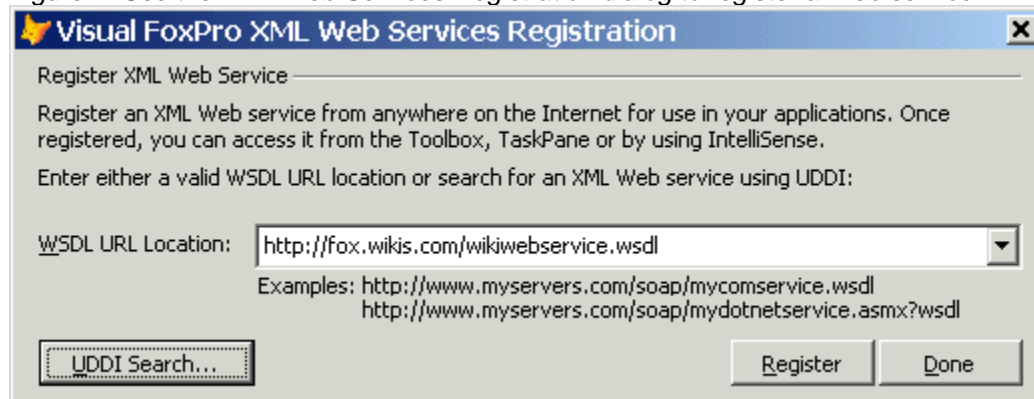 Visual FoxPro XML Web Services Registration
Register XML Web Service
Register an XML Web service from anywhere on the Internet for use in your applications. Once
registered, you can access it from the Toolbox, TaskPane or by using IntelliSense.
Enter either a valid WSDL URL location or search for an XML Web service using UDDI:
WSDL URL Location: http://fox.wikis.com/wikiwebservice.wsdl
Examples: http://www.myservers.com/soap/mycomservice.wsdl
http://www.myservers.com/soap/mydotnetservice.asmx?wsdl
UDDI Search... Register Done